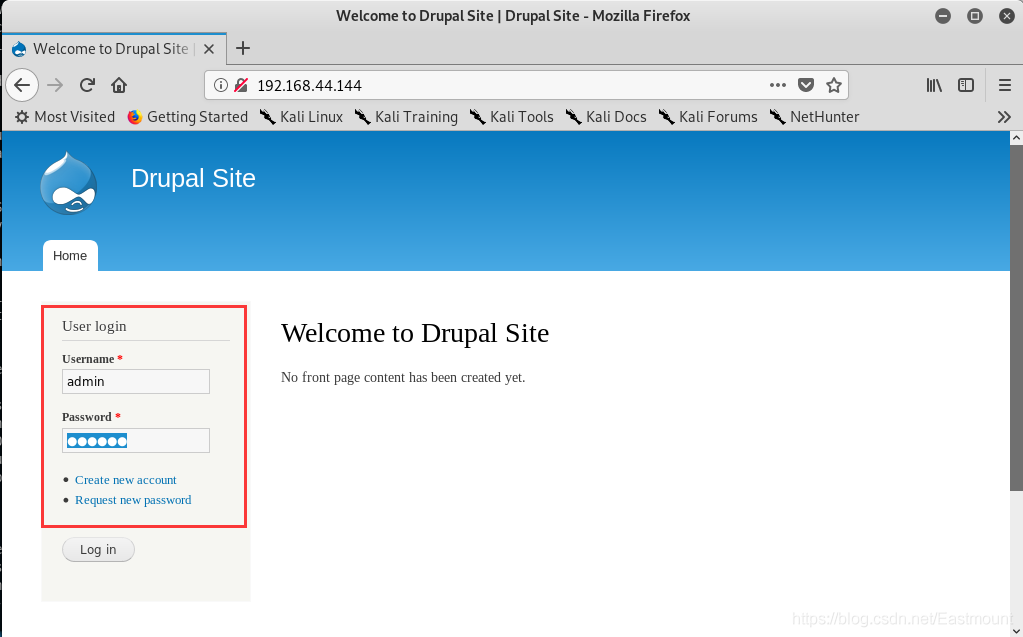 Welcome to Drupal Site | Drupal Site - Mozilla Firefox
Welcome to Drupal Site
192.168.44.144
Most Visited Getting Started Kali Linux Kali Training Kali Tools Kali Docs Kali Forums NetHunter
Drupal Site
Home
User login
Username *
admin
Password *
Create new account
Request new password
Log in
Welcome to Drupal Site
No front page content has been created yet.
https://blog.csdn.net/Eastmount